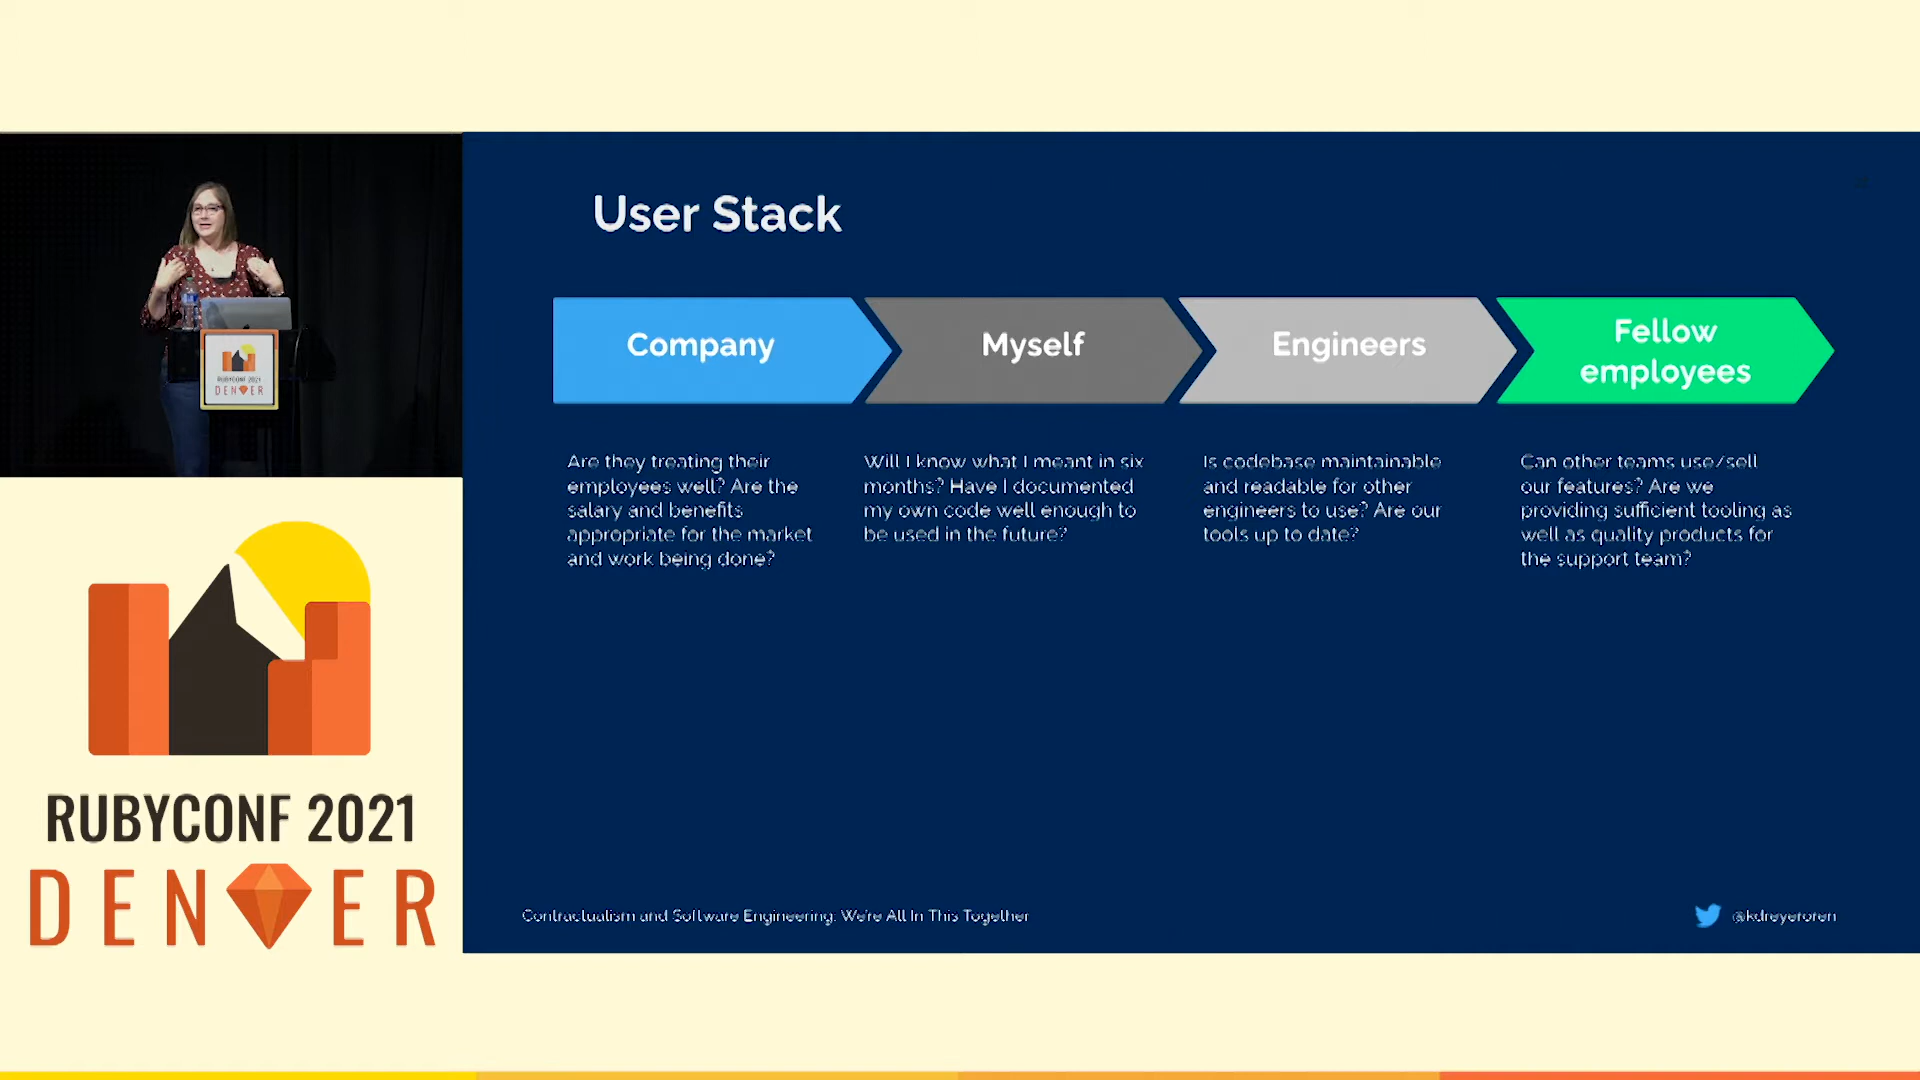 User Stack
Company
Myself
Engineers
Fellow
employees
Are they treating their
employees well? Are the
salary and benefits
appropriate for the market
and work being done?
Will I know what I meant in six
months? Have I documented
my own code well enough to
be used in the future?
Is codebase maintainable
and readable for other
engineers to use? Are our
tools up to date?
Can other teams use/sell
our features? Are we
providing sufficient tooling as
well as quality products for
the support team?
Contractualism and Software Engineering: We're All In This Together
@kdreyeroren
RUBYCONF 2021
DENVER
RUBYCONF 2021
DENVER